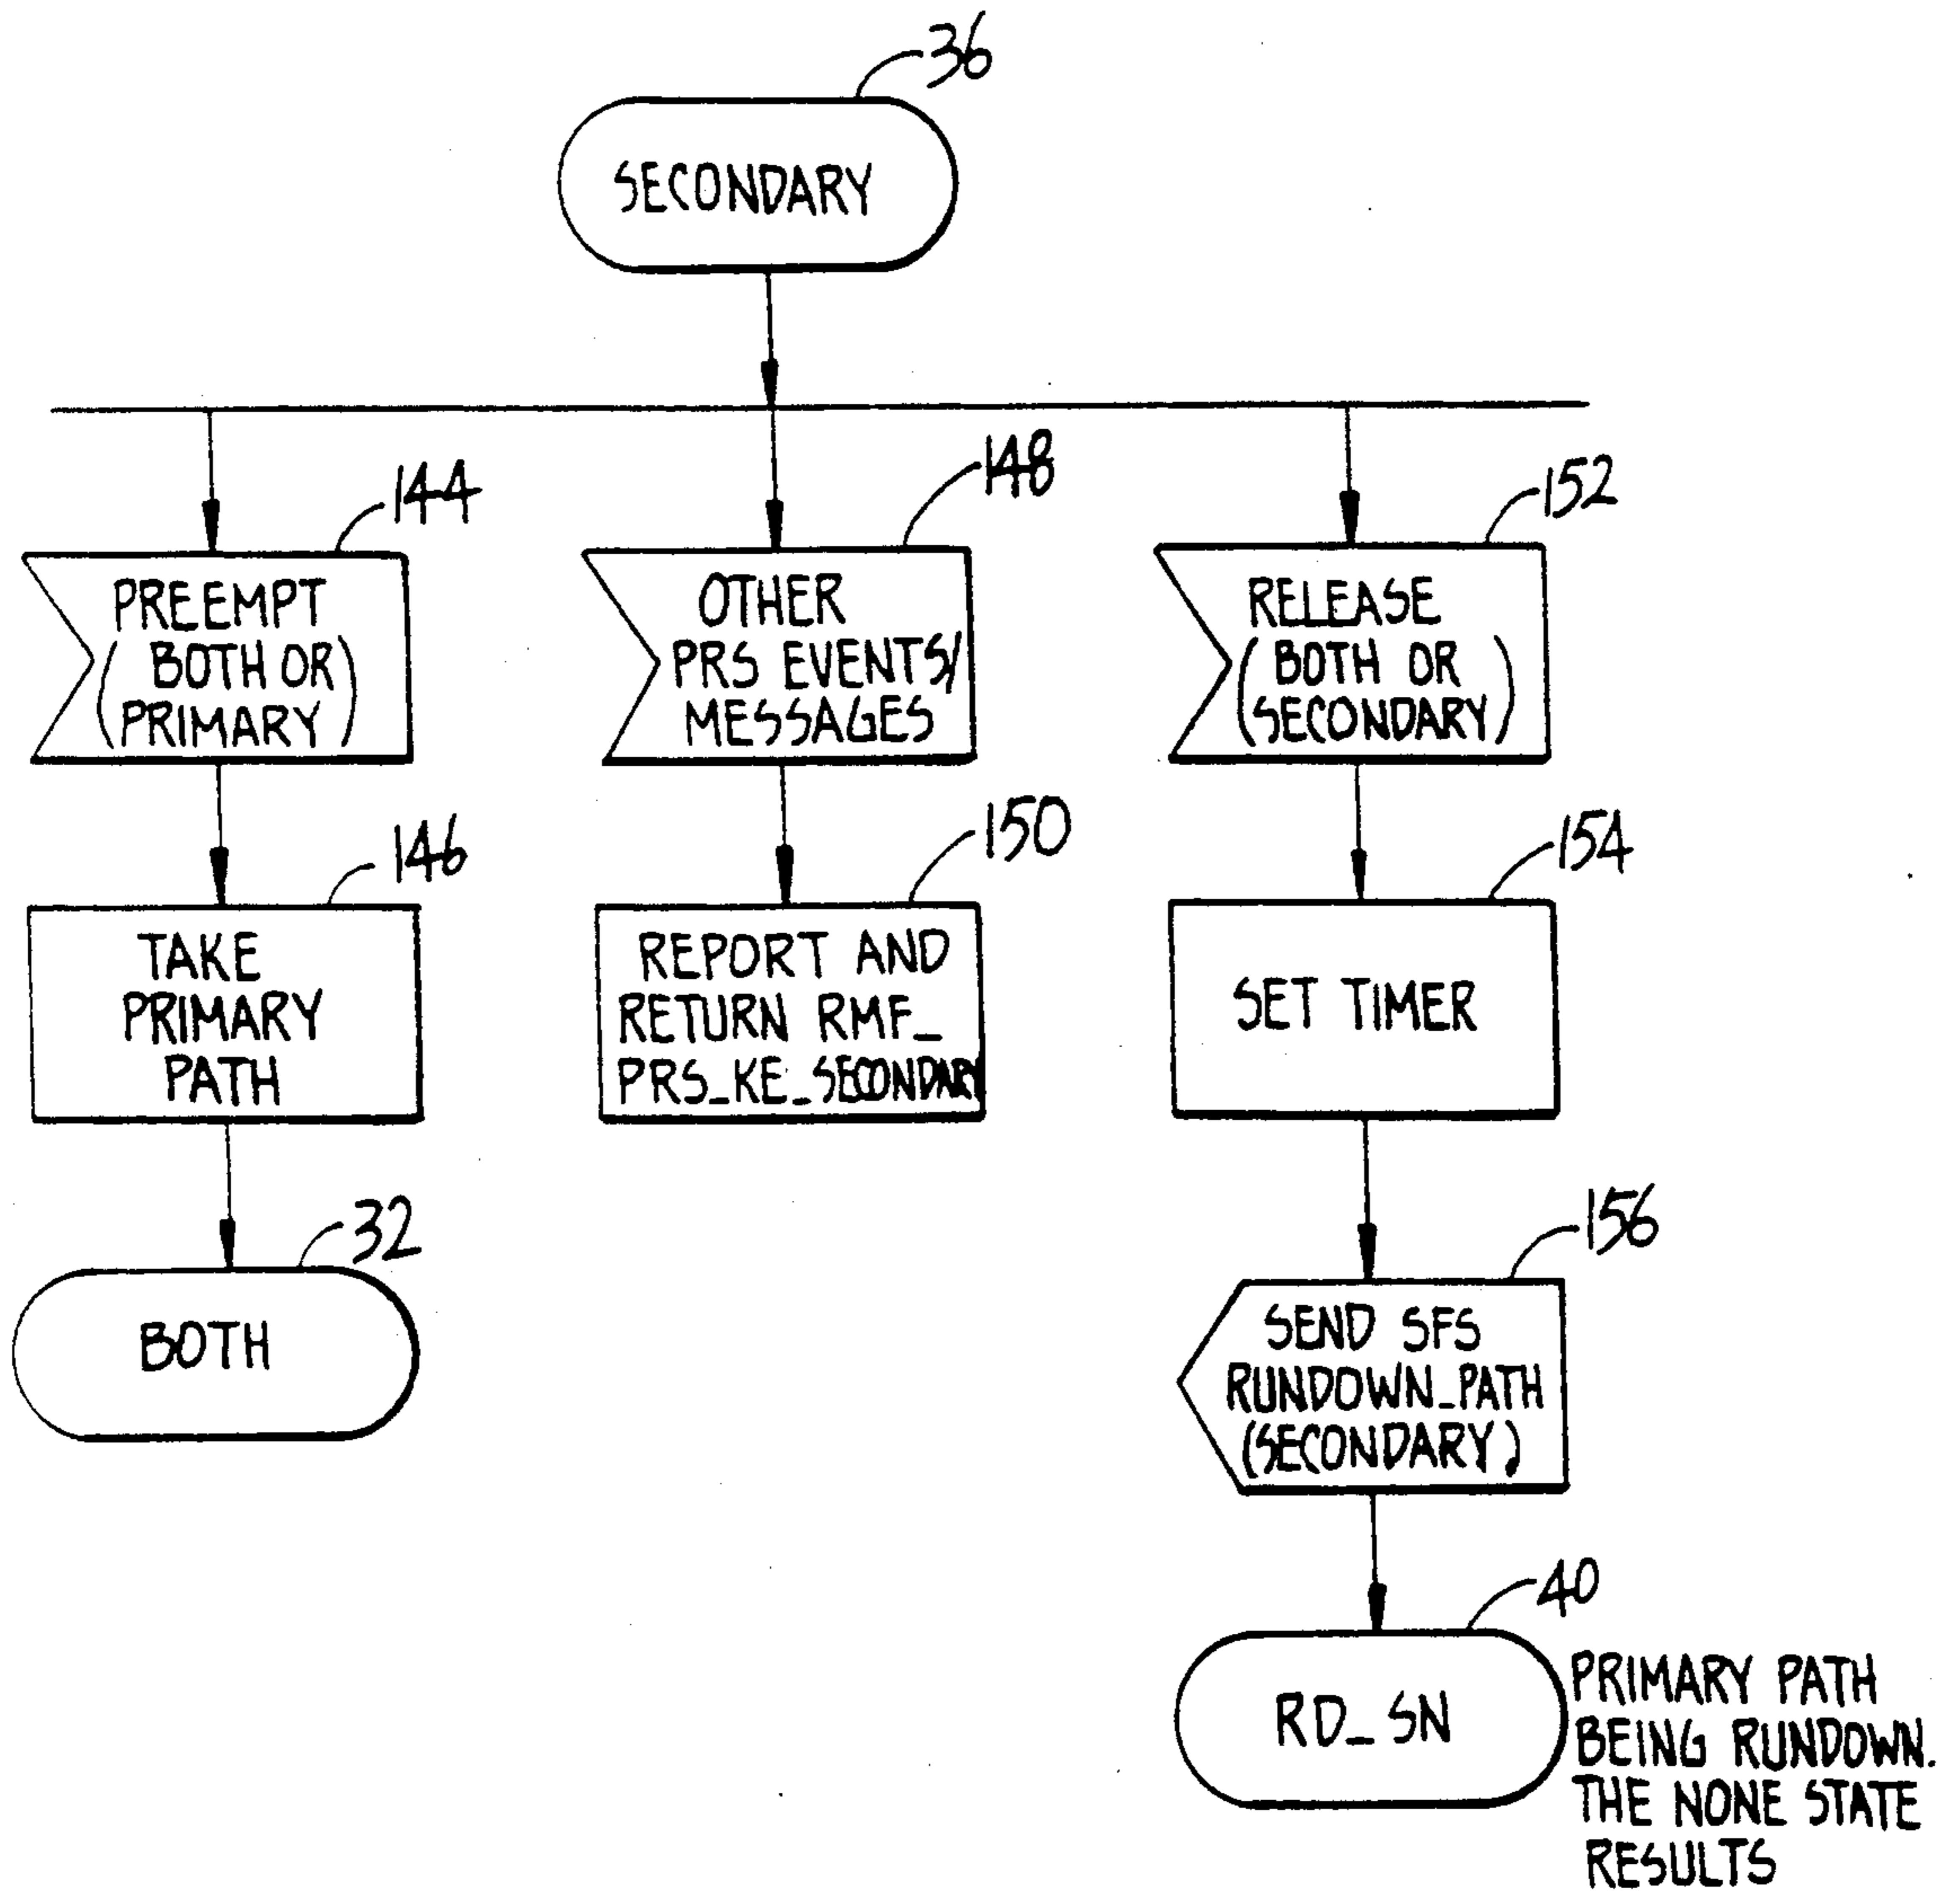 36
SECONDARY
144
PREEMPT
( BOTH OR )
( PRIMARY )
148
OTHER
PRS EVENTS/
MESSAGES
152
RELEASE
( BOTH OR )
( SECONDARY )
146
TAKE
PRIMARY
PATH
150
REPORT AND
RETURN RMF_
PRS_KE_SECONDARY
154
SET TIMER
32
BOTH
156
SEND SFS
RUNDOWN_PATH
(SECONDARY)
40
RD_SN
PRIMARY PATH
BEING RUNDOWN.
THE NONE STATE
RESULTS